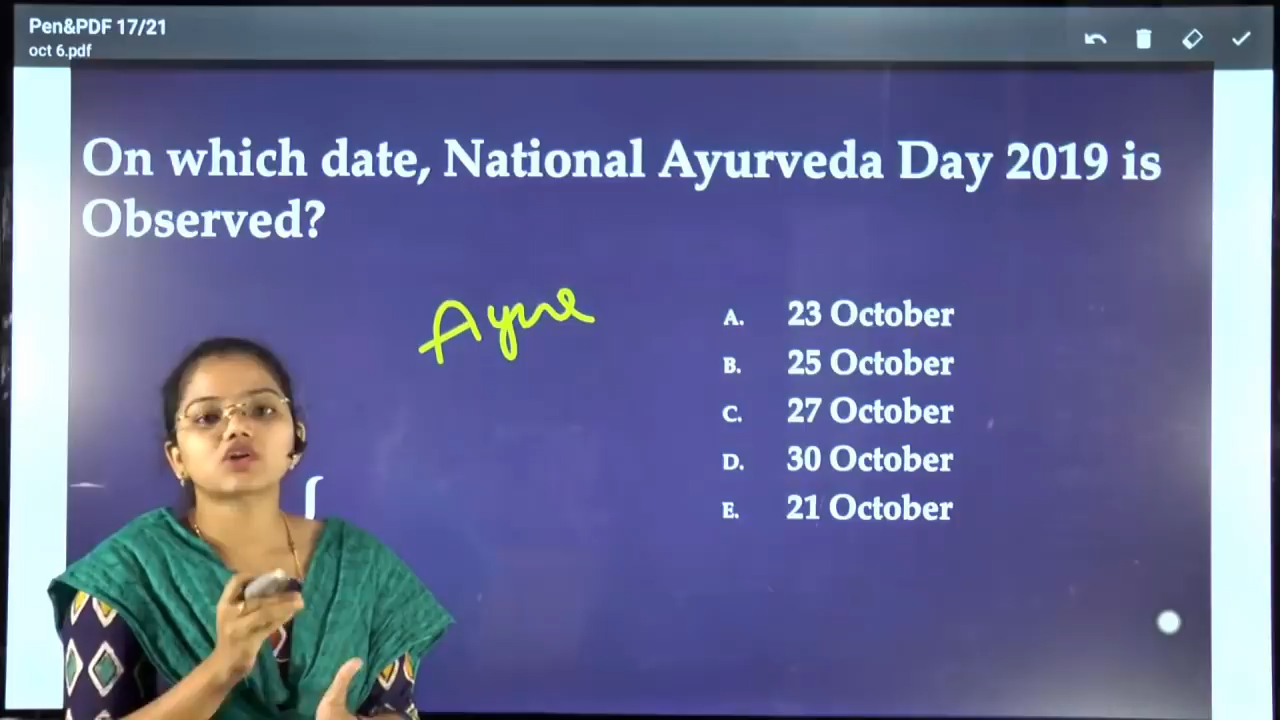 Pen&PDF 17/21
oct 6.pdf
On which date, National Ayurveda Day 2019 is
Observed?
Ayure
A. 23 October
B. 25 October
C. 27 October
D. 30 October
E. 21 October